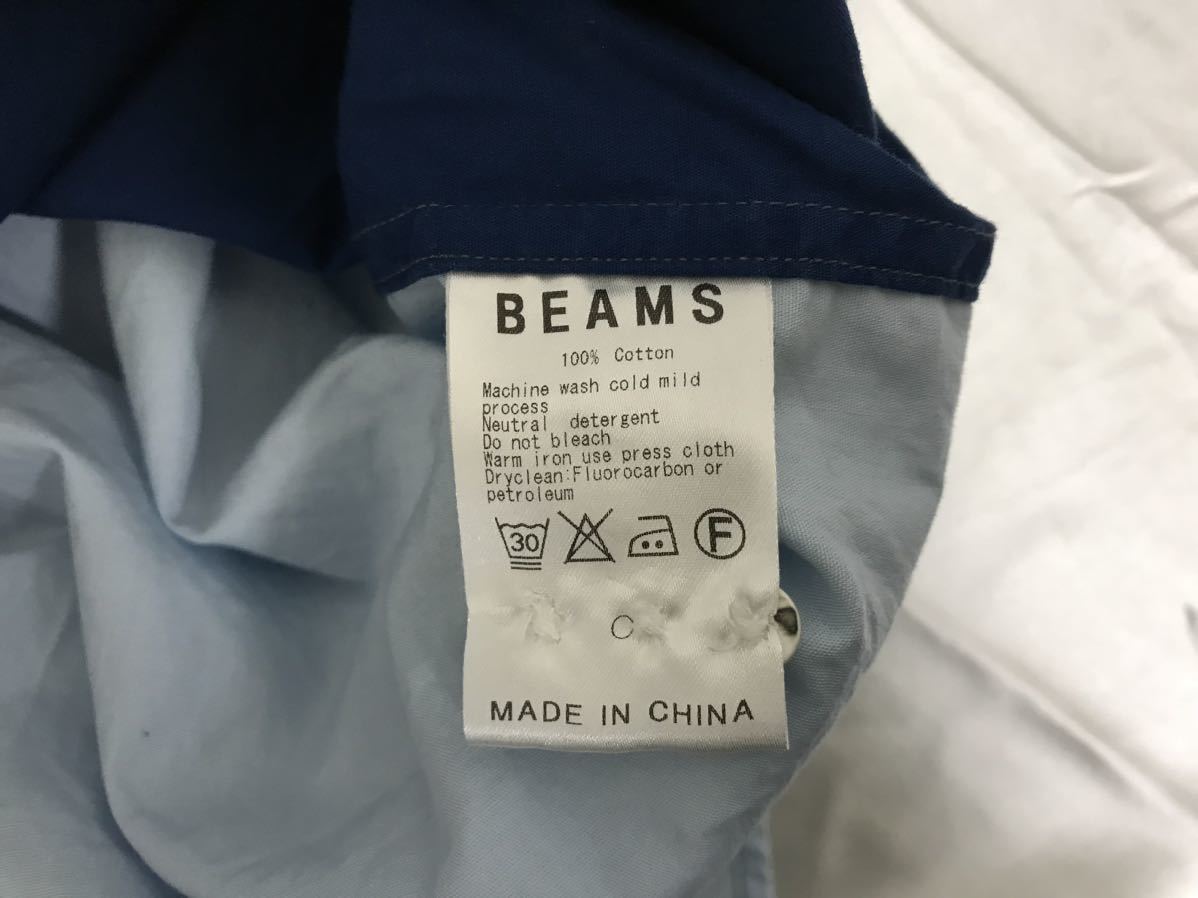 BEAMS
100% Cotton
Machine wash cold mild
process
Neutral detergent
Do not bleach
Warm iron use press cloth
Dryclean:Fluorocarbon or
petroleum
30
F
C
MADE IN CHINA